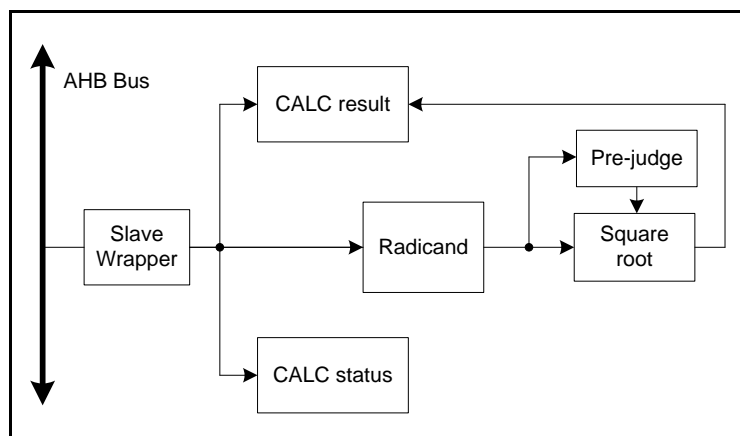 AHB Bus
CALC result
Pre-judge
Slave
Wrapper
Radicand
Square
root
CALC status